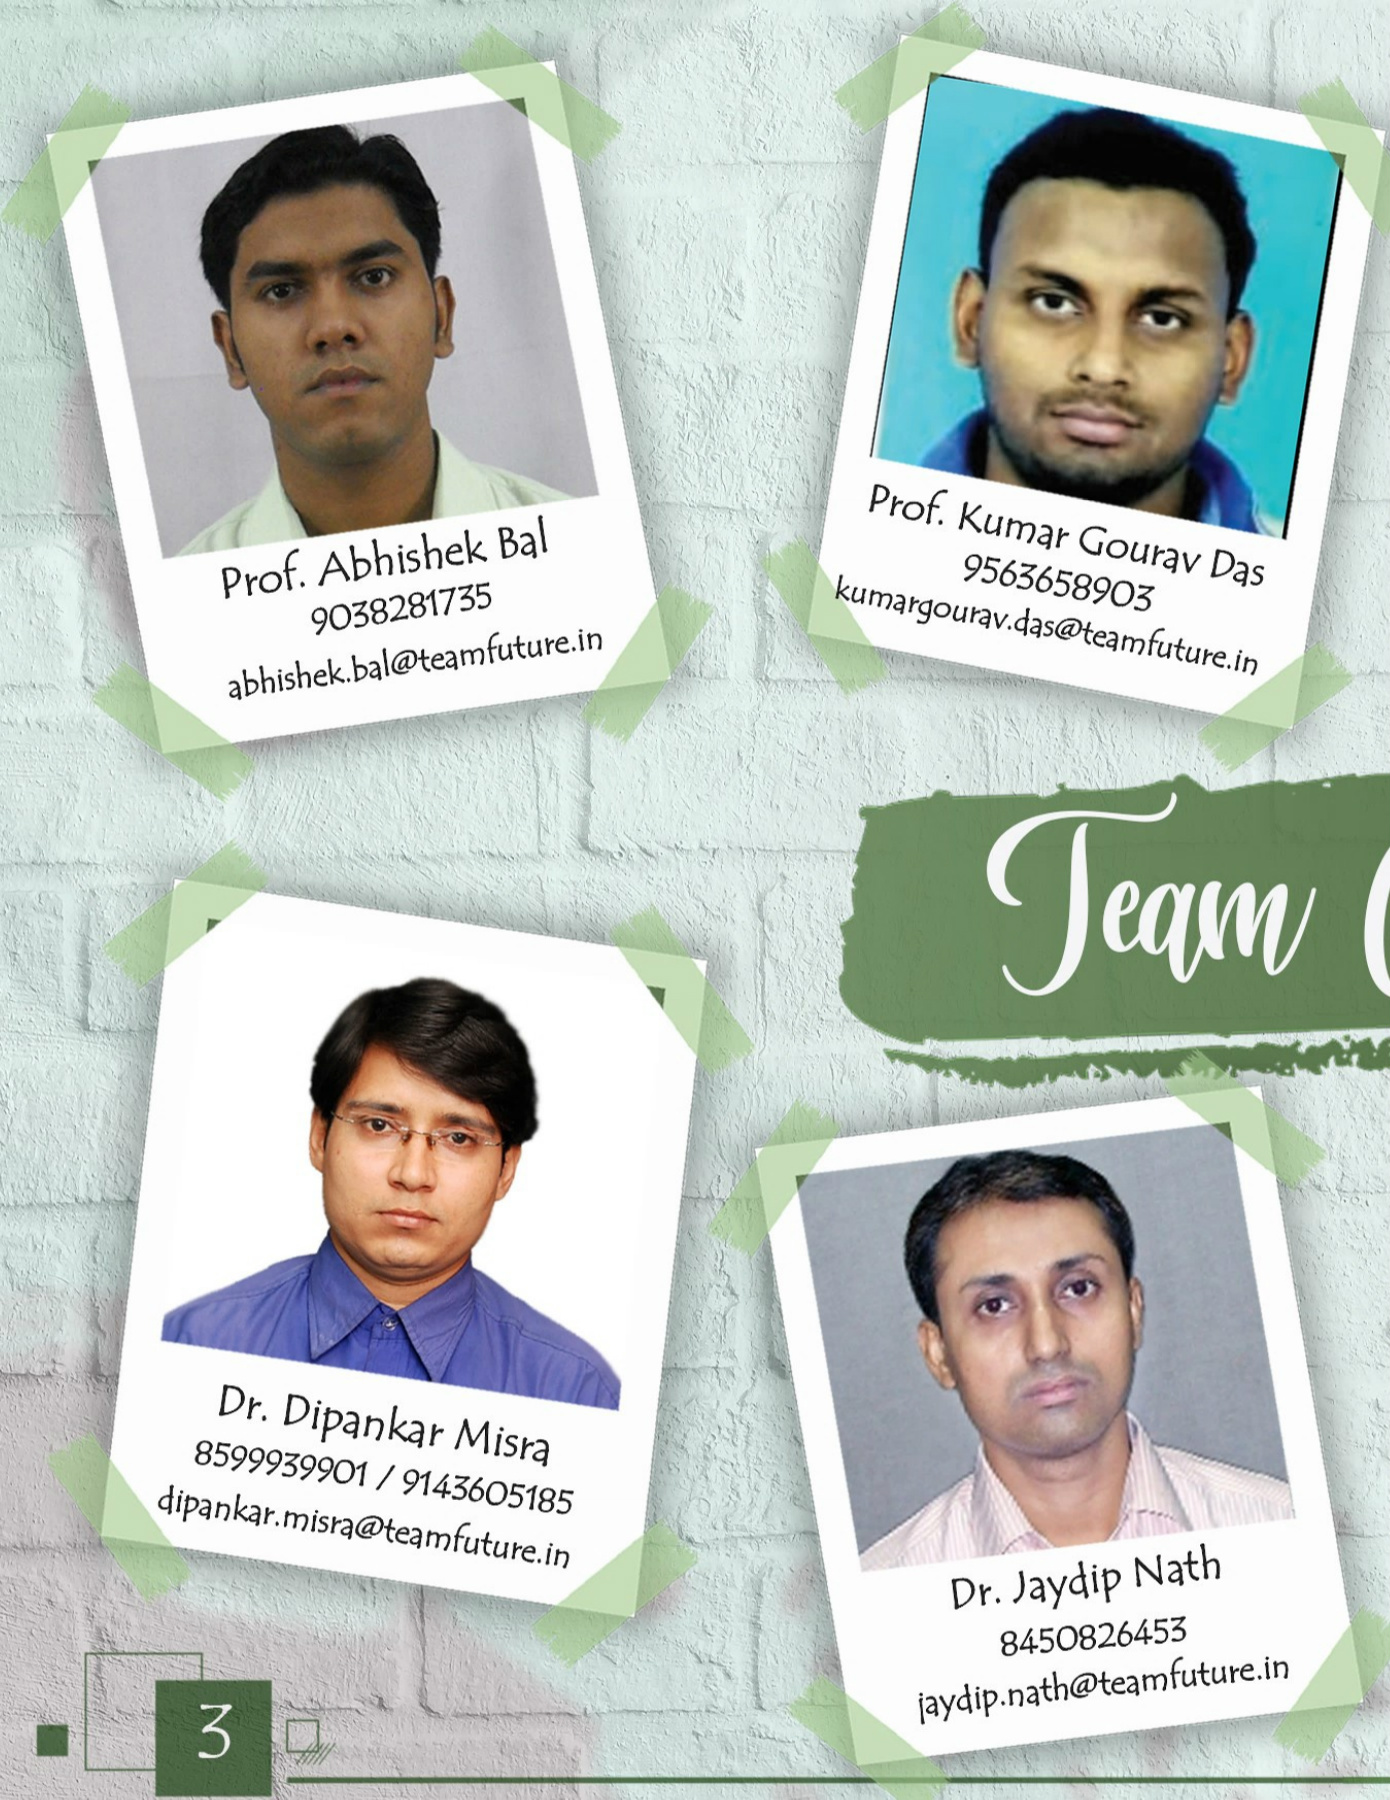 Prof. Abhishek Bal
9038281735
abhishek.bal@teamfuture.in
Prof. Kumar Gourav Das
9563658903
kumargourav.das@teamfuture.in
Team
Dr. Dipankar Misra
8599939901 / 9143605185
dipankar.misra@teamfuture.in
Dr. Jaydip Nath
8450826453
jaydip.nath@teamfuture.in
3